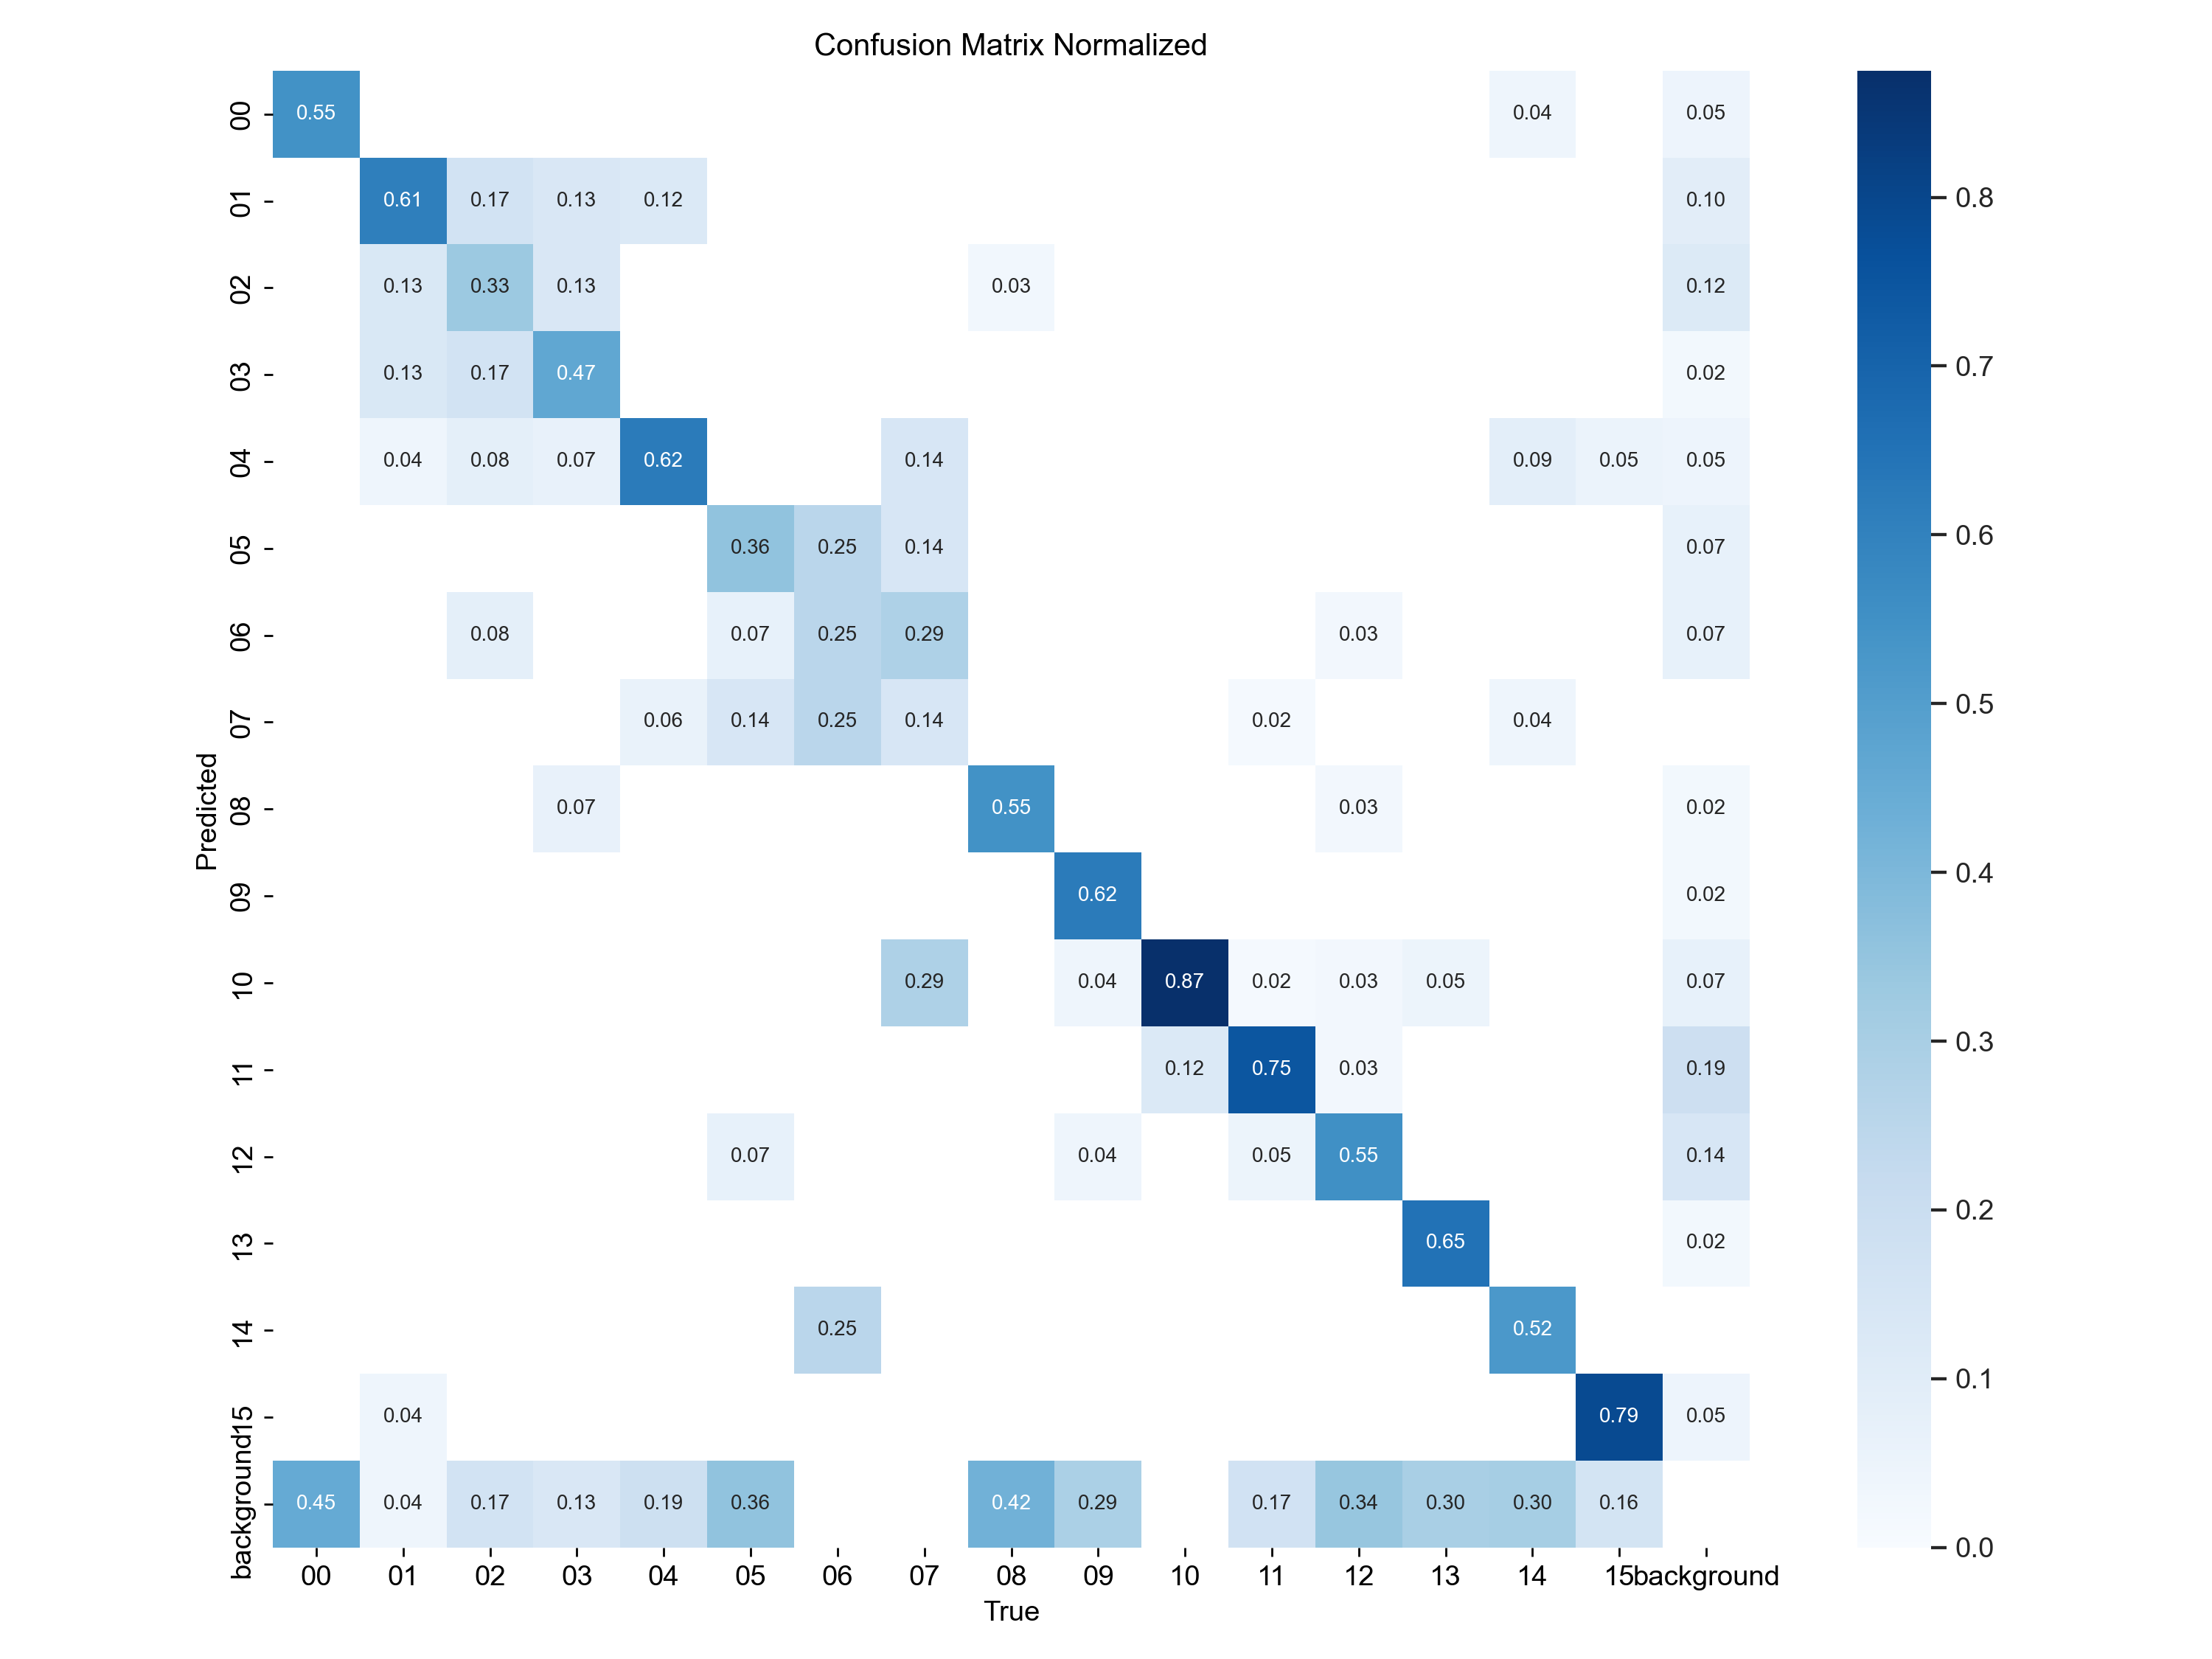 Confusion Matrix Normalized
00 0.55 0.04 0.05
01 0.61 0.17 0.13 0.12 0.10
02 0.13 0.33 0.13 0.03 0.12
03 0.13 0.17 0.47 0.02
04 0.04 0.08 0.07 0.62 0.14 0.09 0.05 0.05
05 0.36 0.25 0.14 0.07
06 0.08 0.07 0.25 0.29 0.03 0.07
07 0.06 0.14 0.25 0.14 0.02 0.04
08 0.07 0.55 0.03 0.02
09 0.62 0.02
10 0.29 0.04 0.87 0.02 0.03 0.05 0.07
11 0.12 0.75 0.03 0.19
12 0.07 0.04 0.05 0.55 0.14
13 0.65 0.02
14 0.25 0.52
15 0.04 0.79 0.05
background 0.45 0.04 0.17 0.13 0.19 0.36 0.42 0.29 0.17 0.34 0.30 0.30 0.16
00 01 02 03 04 05 06 07 08 09 10 11 12 13 14 15 background
True
Predicted
0.8
0.7
0.6
0.5
0.4
0.3
0.2
0.1
0.0